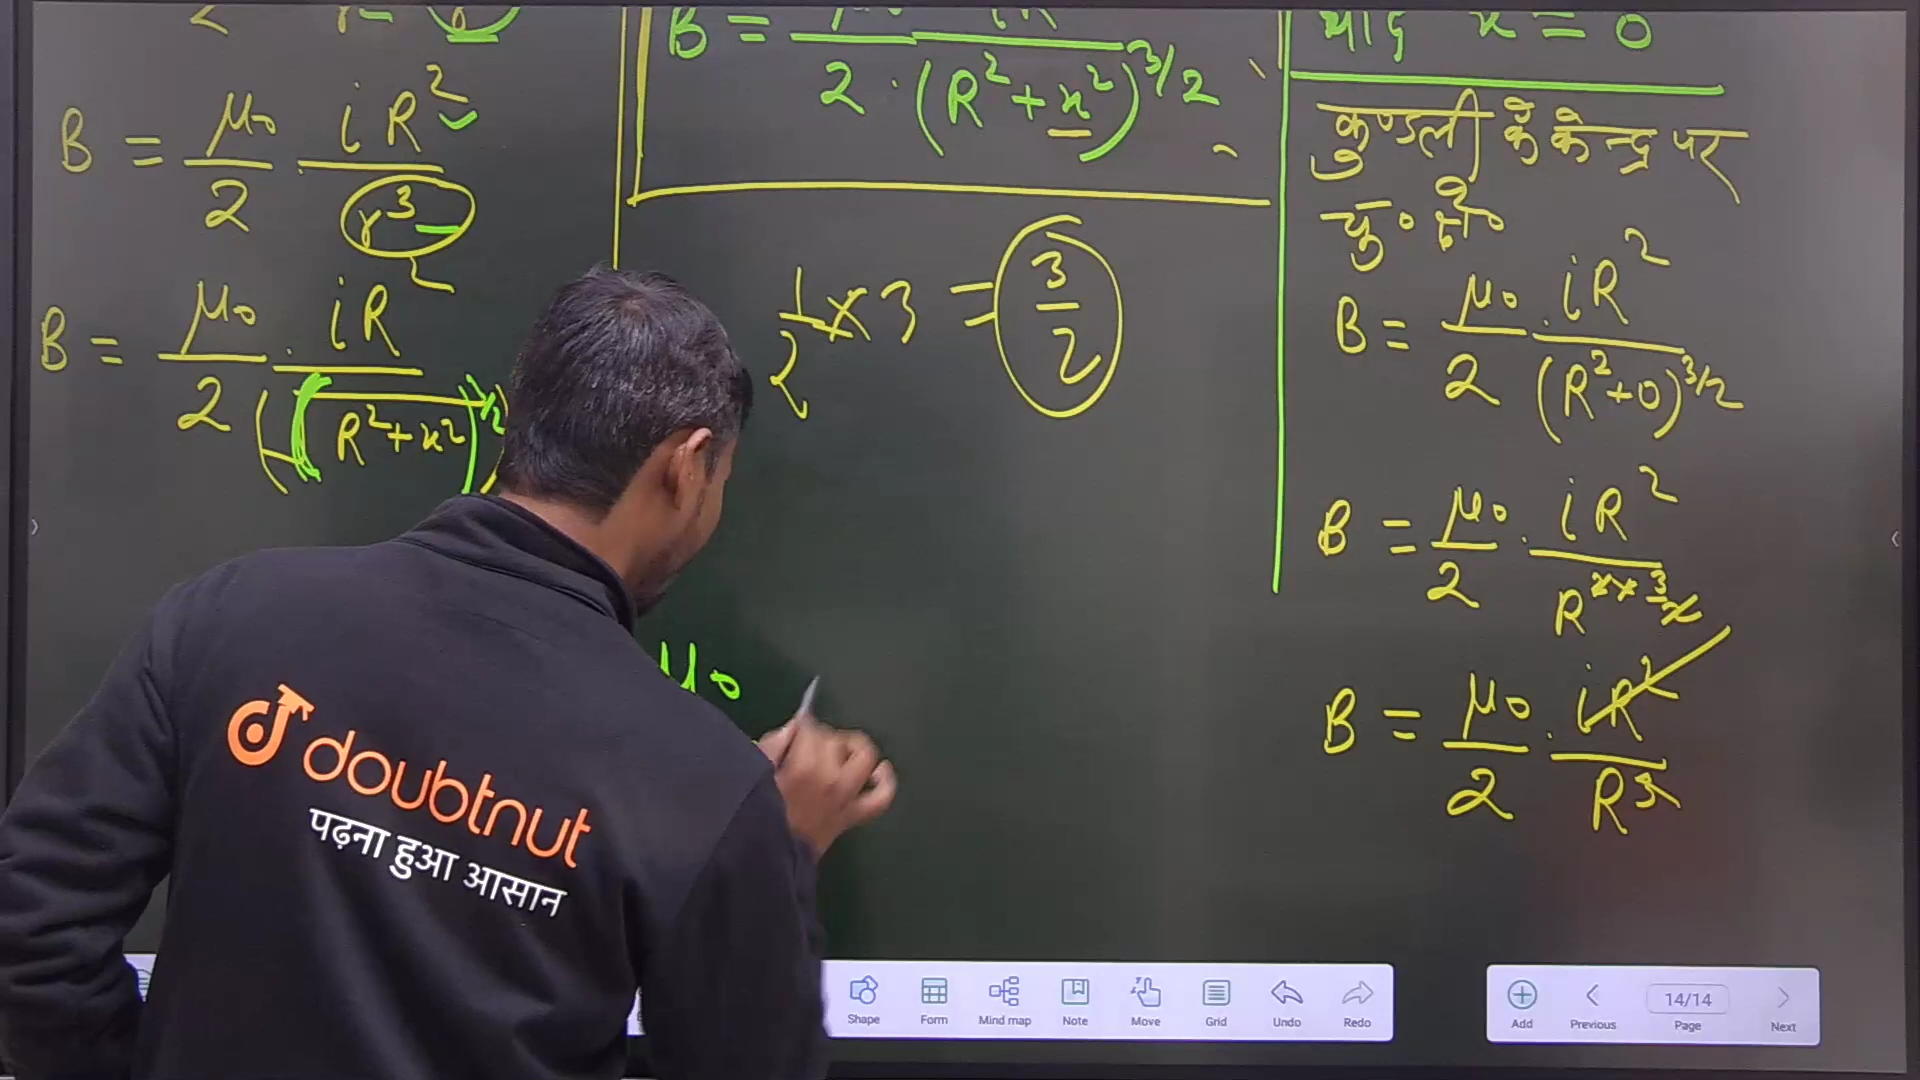 B = μ₀/2 · iR²/r³
B = μ₀/2 · iR²/(√(R²+x²)^1/2)
B = μ₀ iR / 2·(R²+x²)^3/2
1/2 × 3 = 3/2
μ₀
यदि x = 0
कुण्डली के केन्द्र पर
चु० क्षे०
B = μ₀/2 · iR²/(R²+0)^3/2
B = μ₀/2 · iR²/R^2×3/2
B = μ₀/2 · iR²/R³
doubtnut
पढ़ना हुआ आसान
Shape Form Mind map Note Move Grid Undo Redo
Add Previous 14/14 Page Next